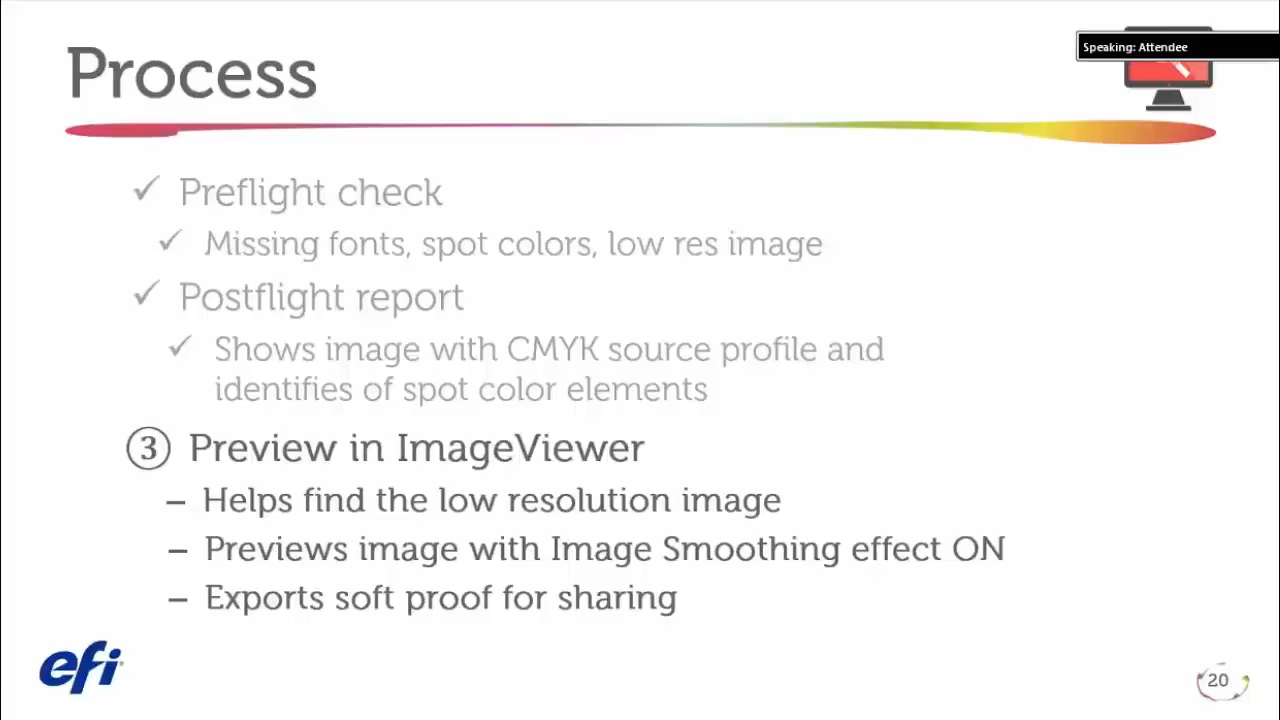 Process
Speaking: Attendee
✓ Preflight check
✓ Missing fonts, spot colors, low res image
✓ Postflight report
✓ Shows image with CMYK source profile and
identifies of spot color elements
③ Preview in ImageViewer
– Helps find the low resolution image
– Previews image with Image Smoothing effect ON
– Exports soft proof for sharing
efi
20